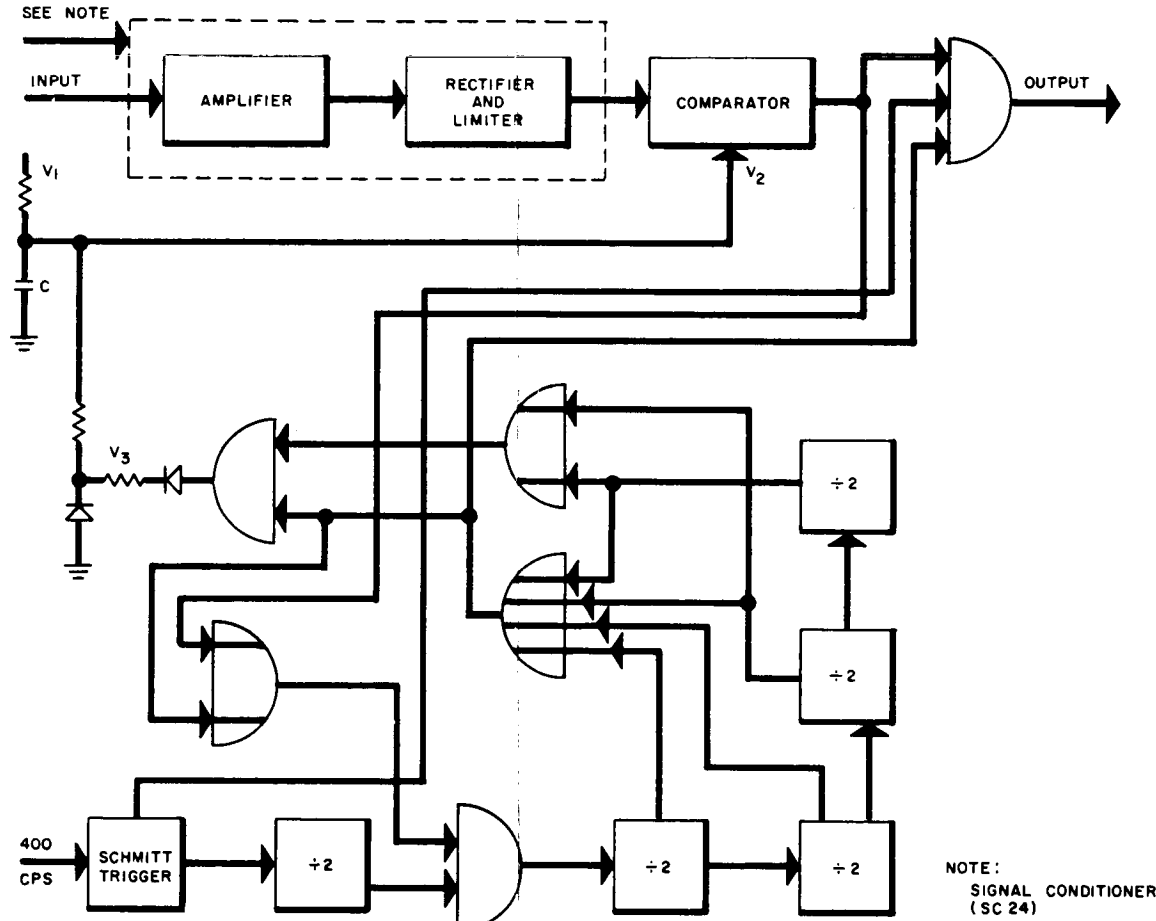 SEE NOTE
INPUT
AMPLIFIER
RECTIFIER
AND
LIMITER
COMPARATOR
OUTPUT
V1
V2
C
V3
÷2
÷2
400
CPS
SCHMITT
TRIGGER
÷2
÷2
÷2
NOTE:
SIGNAL CONDITIONER
(SC 24)